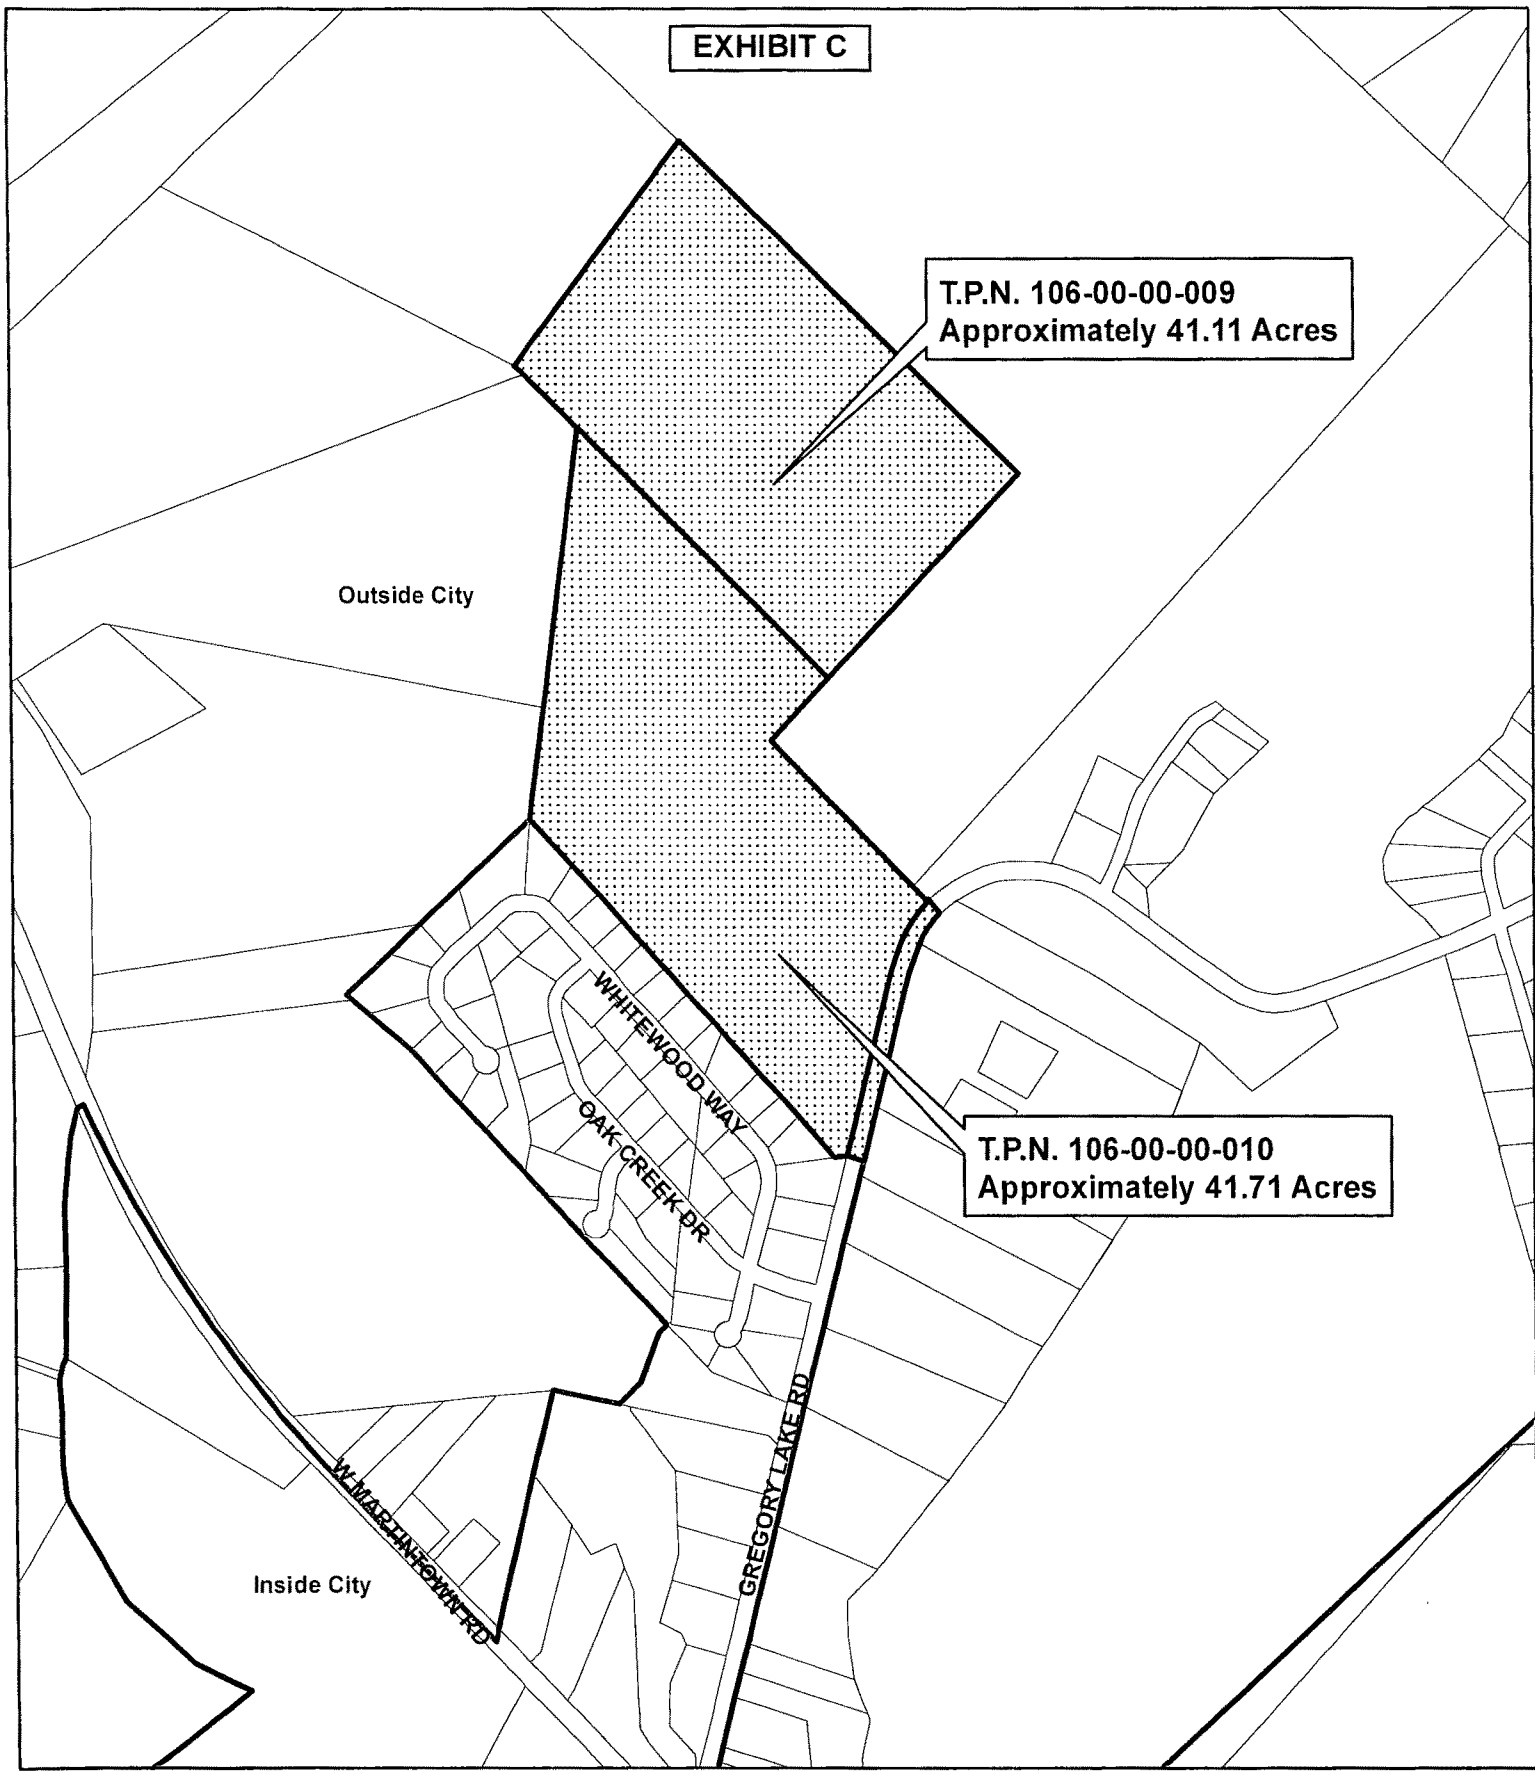 EXHIBIT C
T.P.N. 106-00-00-009
Approximately 41.11 Acres
Outside City
WHITEWOOD WAY
OAK CREEK DR
T.P.N. 106-00-00-010
Approximately 41.71 Acres
GREGORY LAKE RD
W MARTINTOWN RD
Inside City